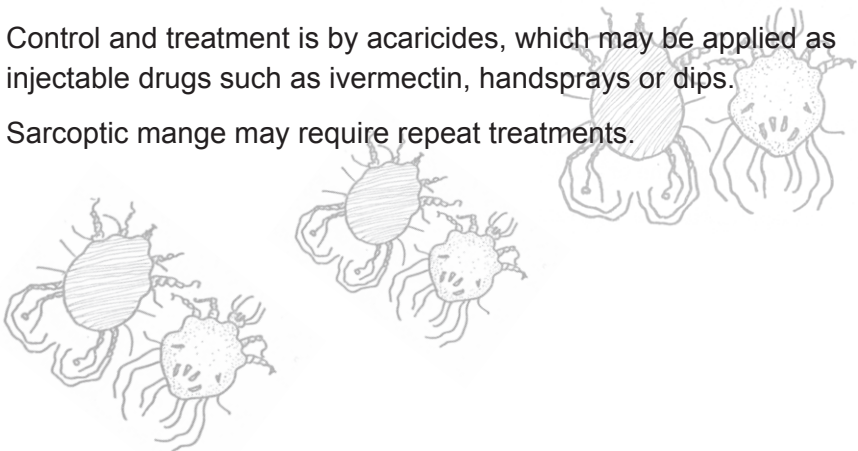 Control and treatment is by acaricides, which may be applied as
injectable drugs such as ivermectin, handsprays or dips.
Sarcoptic mange may require repeat treatments.